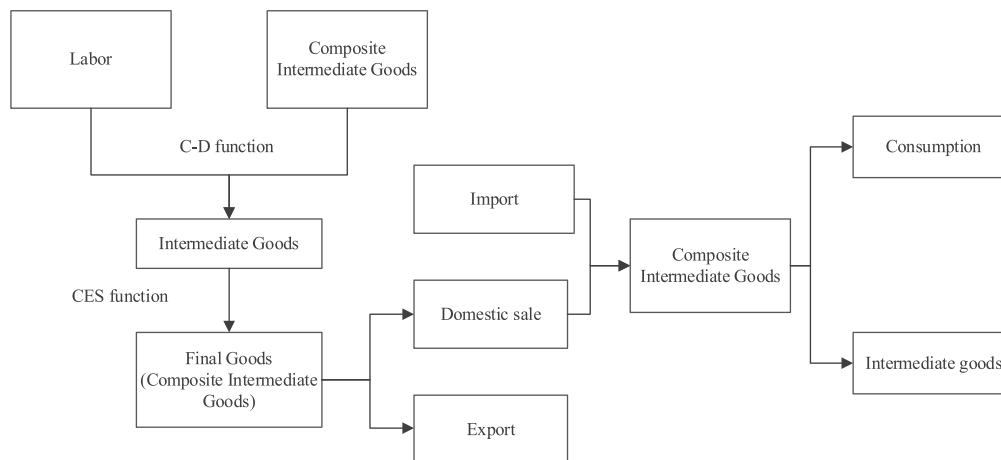 Labor
Composite
Intermediate Goods
C-D function
Intermediate Goods
CES function
Final Goods
(Composite Intermediate
Goods)
Import
Domestic sale
Export
Composite
Intermediate Goods
Consumption
Intermediate goods